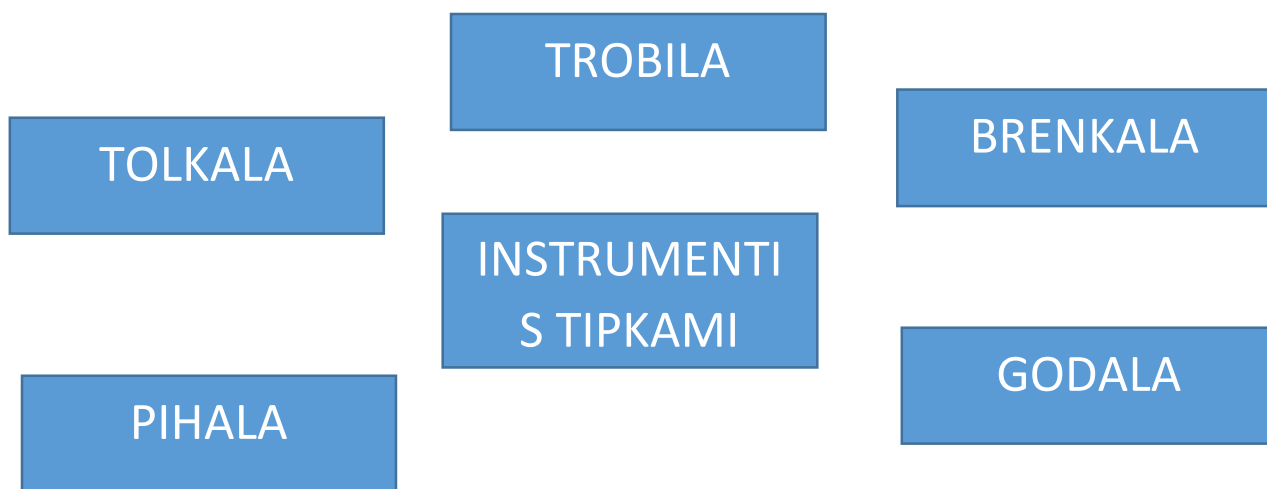 TROBILA
BRENKALA
TOLKALA
INSTRUMENTI
S TIPKAMI
GODALA
PIHALA